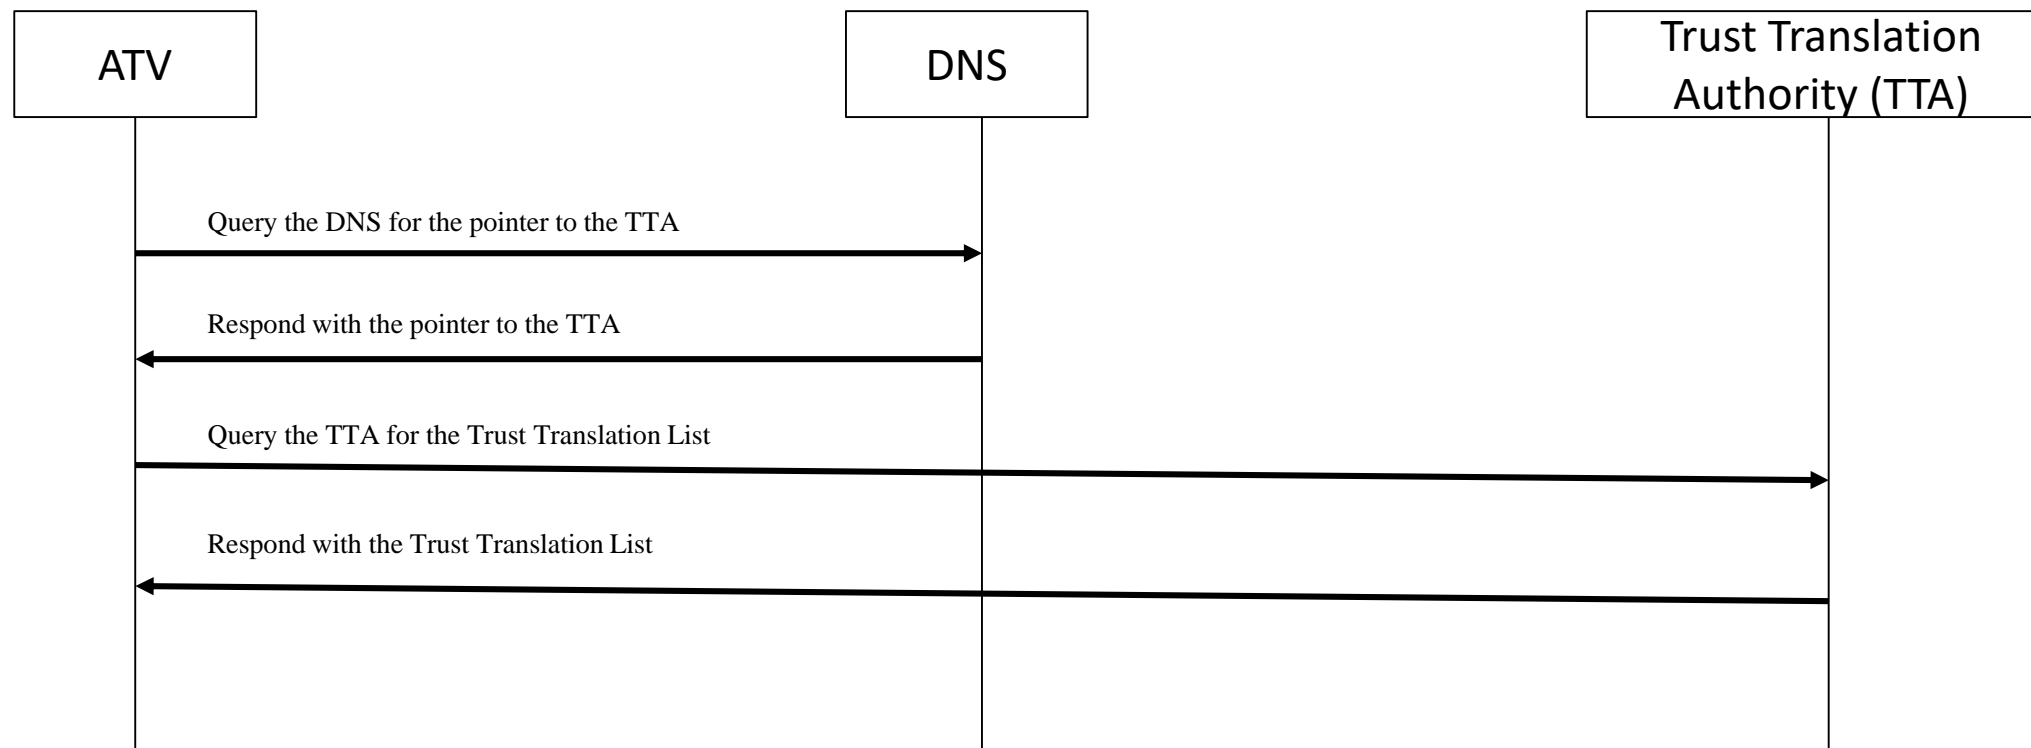 ATV
DNS
Trust Translation
Authority (TTA)
Query the DNS for the pointer to the TTA
Respond with the pointer to the TTA
Query the TTA for the Trust Translation List
Respond with the Trust Translation List